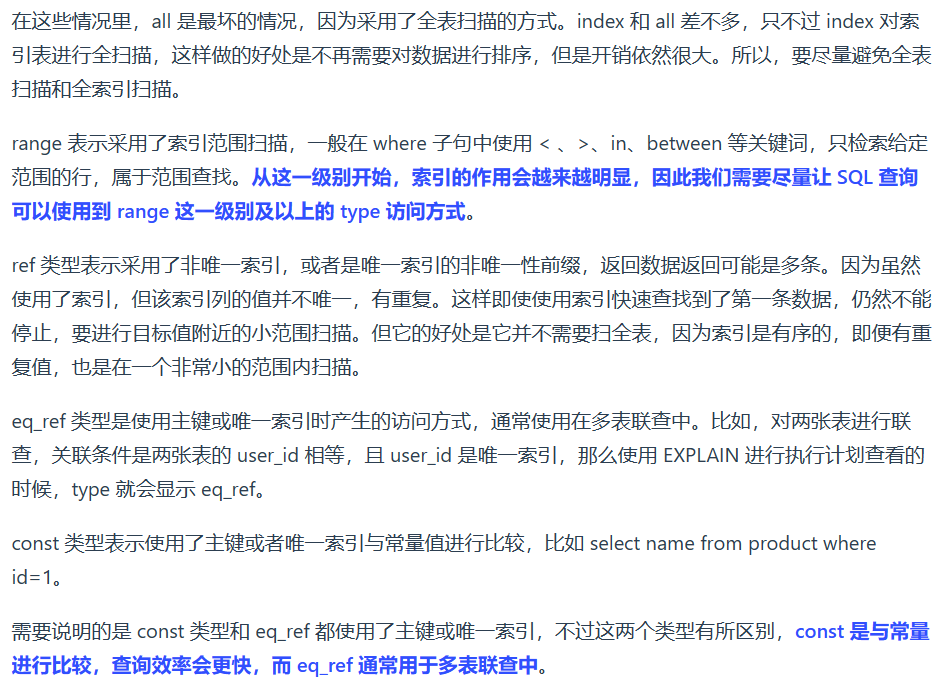 在这些情况里，all 是最坏的情况，因为采用了全表扫描的方式。index 和 all 差不多，只不过 index 对索
引表进行全扫描，这样做的好处是不再需要对数据进行排序，但是开销依然很大。所以，要尽量避免全表
扫描和全索引扫描。
range 表示采用了索引范围扫描，一般在 where 子句中使用 < 、>、in、between 等关键词，只检索给定
范围的行，属于范围查找。从这一级别开始，索引的作用会越来越明显，因此我们需要尽量让 SQL 查询
可以使用到 range 这一级别及以上的 type 访问方式。
ref 类型表示采用了非唯一索引，或者是唯一索引的非唯一性前缀，返回数据返回可能是多条。因为虽然
使用了索引，但该索引列的值并不唯一，有重复。这样即使使用索引快速查找到了第一条数据，仍然不能
停止，要进行目标值附近的小范围扫描。但它的好处是它并不需要扫全表，因为索引是有序的，即便有重
复值，也是在一个非常小的范围内扫描。
eq_ref 类型是使用主键或唯一索引时产生的访问方式，通常使用在多表联查中。比如，对两张表进行联
查，关联条件是两张表的 user_id 相等，且 user_id 是唯一索引，那么使用 EXPLAIN 进行执行计划查看的
时候，type 就会显示 eq_ref。
const 类型表示使用了主键或者唯一索引与常量值进行比较，比如 select name from product where
id=1。
需要说明的是 const 类型和 eq_ref 都使用了主键或唯一索引，不过这两个类型有所区别，const 是与常量
进行比较，查询效率会更快，而 eq_ref 通常用于多表联查中。